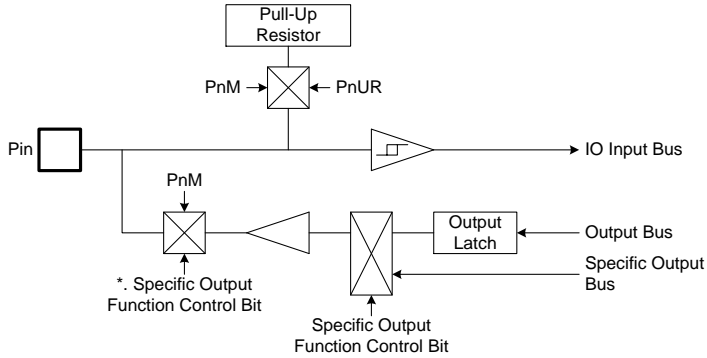 Pull-Up
Resistor
PnM
PnUR
Pin
IO Input Bus
PnM
Output
Latch
Output Bus
Specific Output
Bus
*. Specific Output
Function Control Bit
Specific Output
Function Control Bit